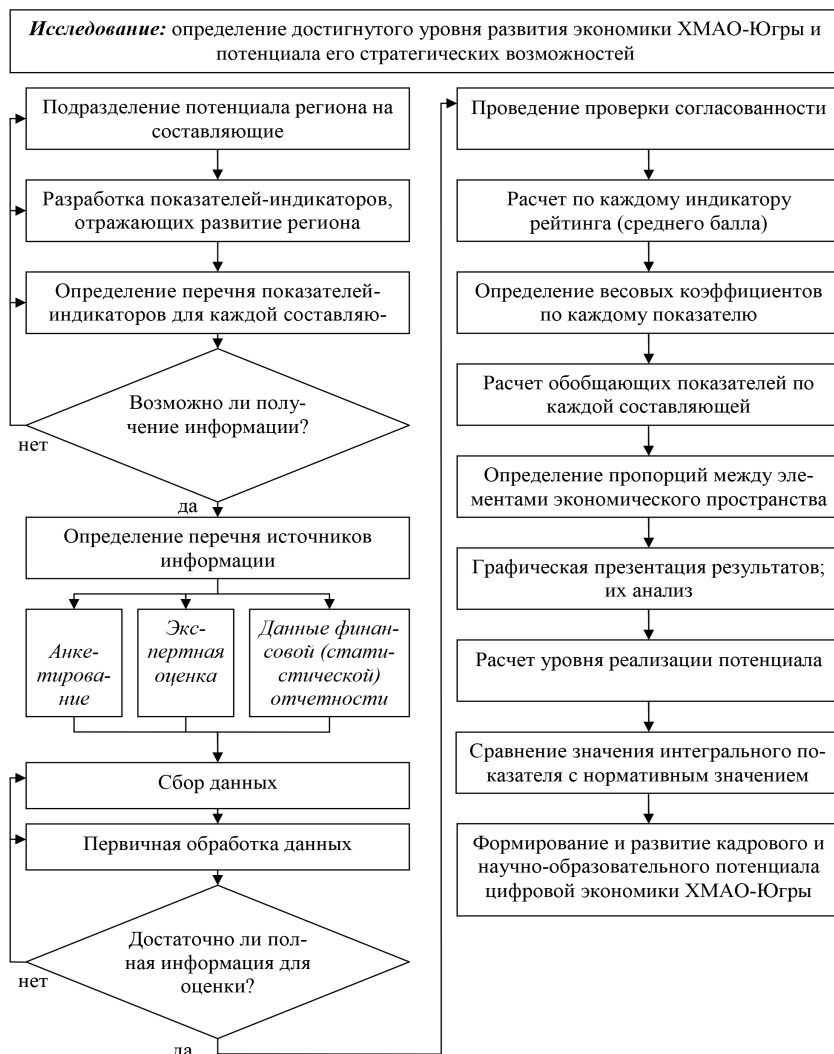 Исследование: определение достигнутого уровня развития экономики ХМАО-Югры и
потенциала его стратегических возможностей
Подразделение потенциала региона на
составляющие
Разработка показателей-индикаторов,
отражающих развитие региона
Определение перечня показателей-
индикаторов для каждой составляю-
Возможно ли полу-
чение информации?
нет
да
Определение перечня источников
информации
Анке-
тирова-
ние
Экс-
пертная
оценка
Данные финан-
совой (стати-
стической)
отчетности
Сбор данных
Первичная обработка данных
Достаточно ли пол-
ная информация для
оценки?
нет
да
Проведение проверки согласованности
Расчет по каждому индикатору
рейтинга (среднего балла)
Определение весовых коэффициентов
по каждому показателю
Расчет обобщающих показателей по
каждой составляющей
Определение пропорций между эле-
ментами экономического пространства
Графическая презентация результатов;
их анализ
Расчет уровня реализации потенциала
Сравнение значения интегрального по-
казателя с нормативным значением
Формирование и развитие кадрового и
научно-образовательного потенциала
цифровой экономики ХМАО-Югры